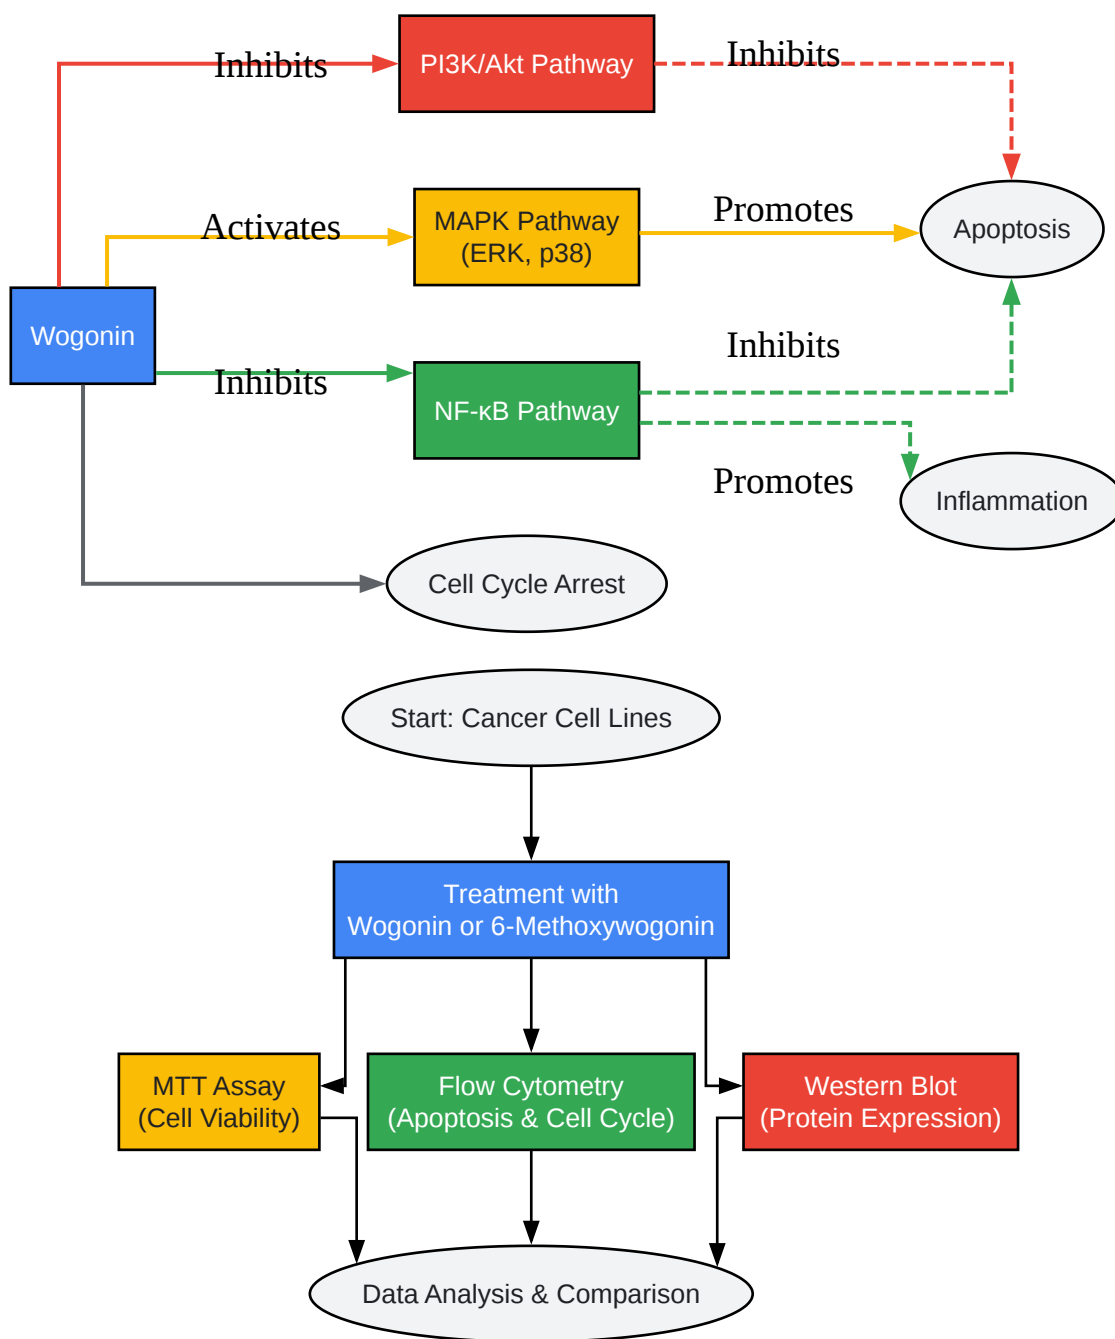 Inhibits
PI3K/Akt Pathway
Inhibits
Activates
MAPK Pathway
(ERK, p38)
Promotes
Apoptosis
Wogonin
Inhibits
NF-κB Pathway
Inhibits
Promotes
Inflammation
Cell Cycle Arrest
Start: Cancer Cell Lines
Treatment with
Wogonin or 6-Methoxywogonin
MTT Assay
(Cell Viability)
Flow Cytometry
(Apoptosis & Cell Cycle)
Western Blot
(Protein Expression)
Data Analysis & Comparison